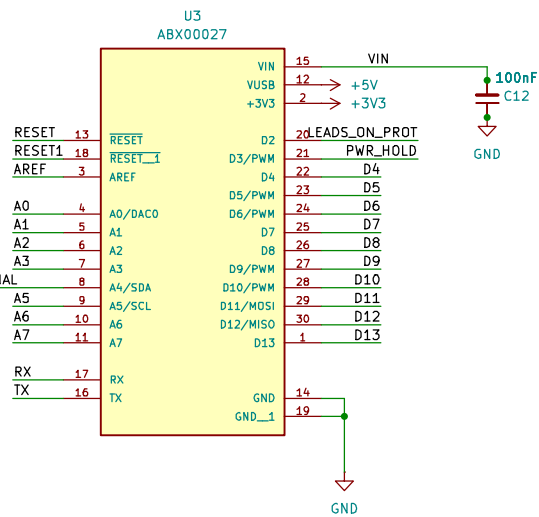 U3
ABX00027
VIN 15 VIN
VUSB 12 +5V
+3V3 2 +3V3
100nF
C12
GND
RESET 13 RESET D2 20 LEADS_ON_PROT
RESET1 18 RESET__1 D3/PWM 21 PWR_HOLD
AREF 3 AREF D4 22 D4
D5/PWM 23 D5
A0 4 A0/DAC0 D6/PWM 24 D6
A1 5 A1 D7 25 D7
A2 6 A2 D8 26 D8
A3 7 A3 D9/PWM 27 D9
NAL 8 A4/SDA D10/PWM 28 D10
A5 9 A5/SCL D11/MOSI 29 D11
A6 10 A6 D12/MISO 30 D12
A7 11 A7 D13 1 D13
RX 17 RX
TX 16 TX GND 14
GND__1 19
GND